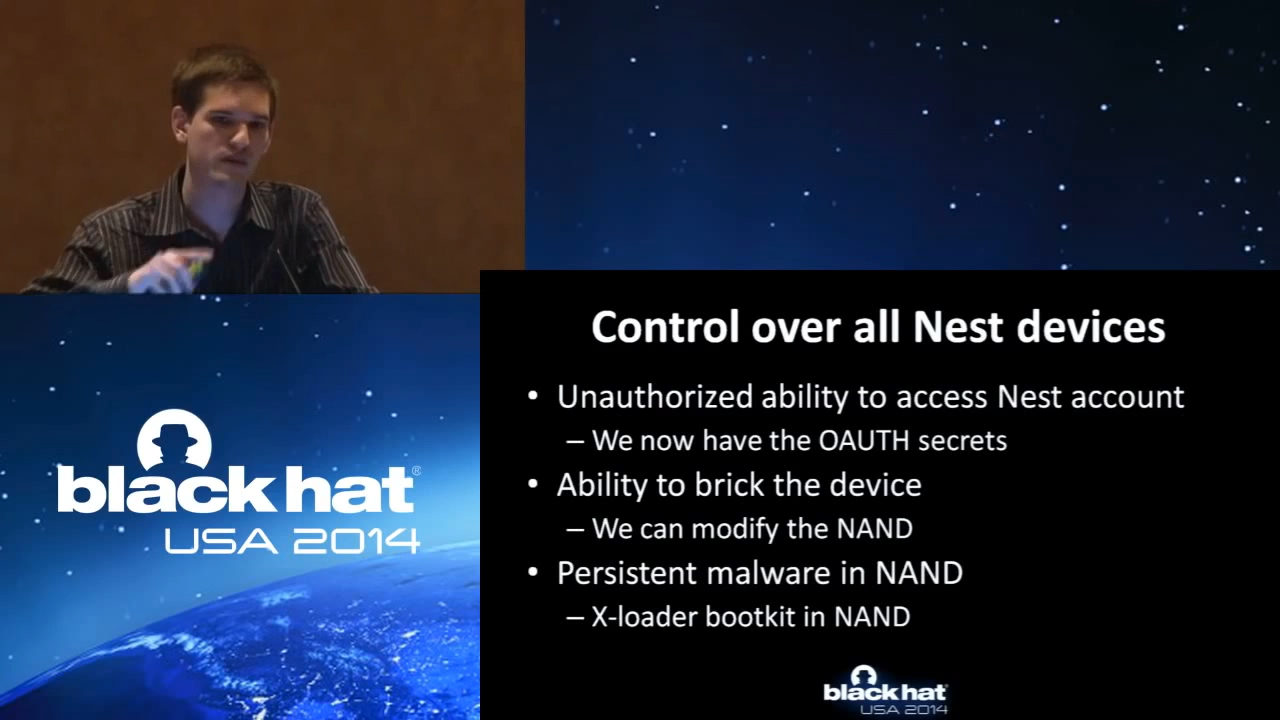 black hat®
USA 2014
Control over all Nest devices
• Unauthorized ability to access Nest account
– We now have the OAUTH secrets
• Ability to brick the device
– We can modify the NAND
• Persistent malware in NAND
– X-loader bootkit in NAND
black hat
USA 2014